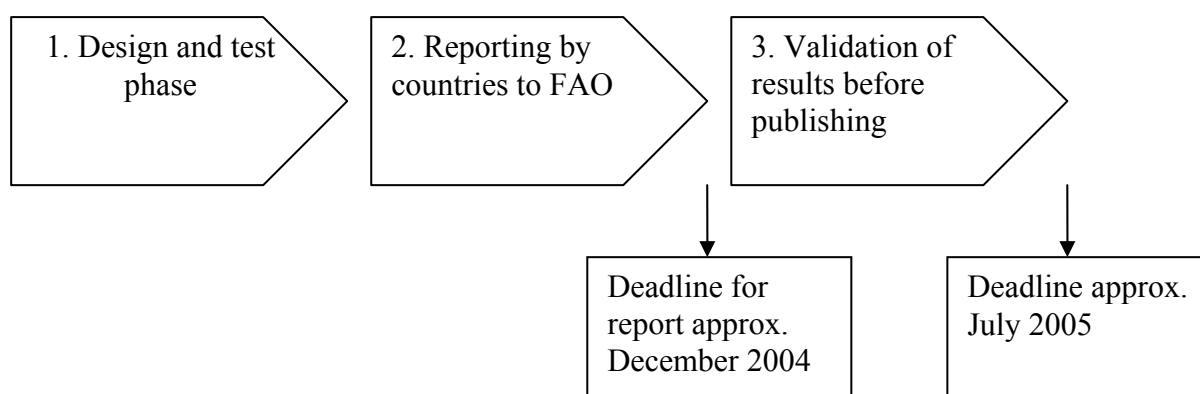 1. Design and test
phase
2. Reporting by
countries to FAO
3. Validation of
results before
publishing
Deadline for
report approx.
December 2004
Deadline approx.
July 2005